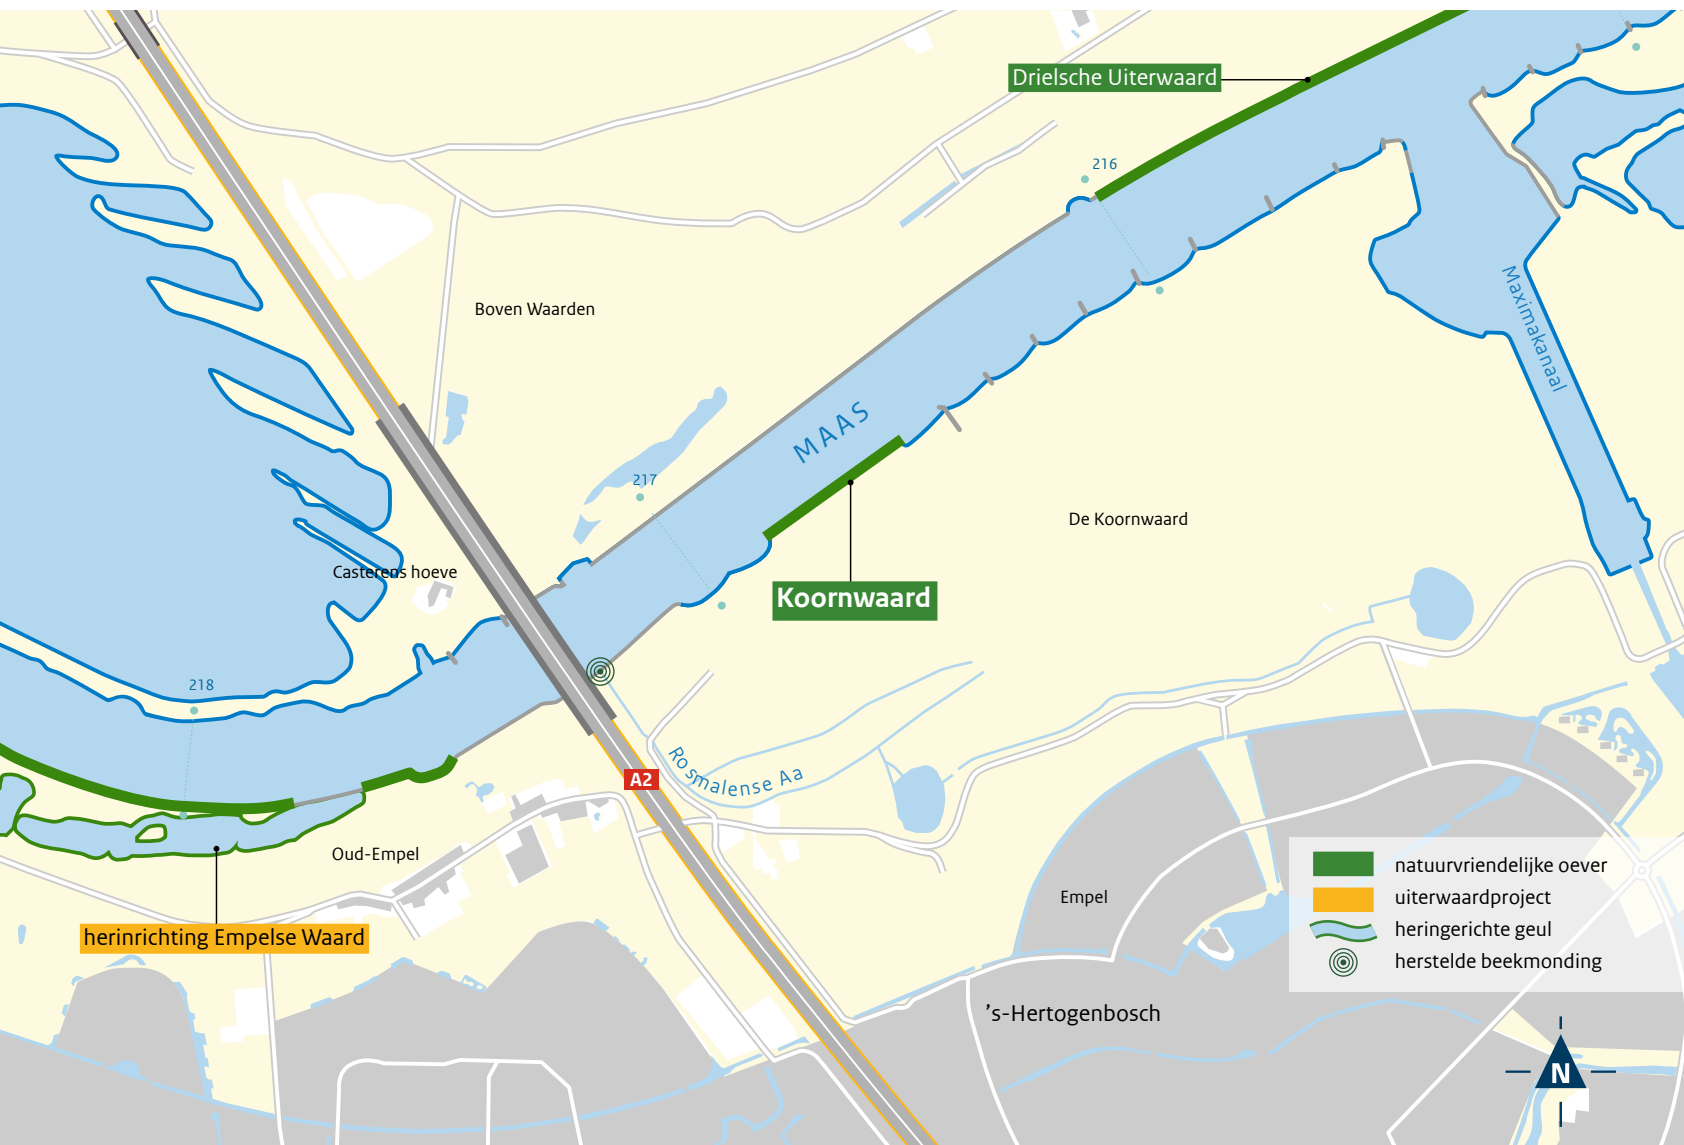 Drielsche Uiterwaard
216
Boven Waarden
Maximakanaal
MAAS
217
De Koornwaard
Casterens hoeve
Koornwaard
218
Rosmalense Aa
A2
Oud-Empel
Empel
herinrichting Empelse Waard
natuurvriendelijke oever
uiterwaardproject
heringerichte geul
herstelde beekmonding
's-Hertogenbosch
N